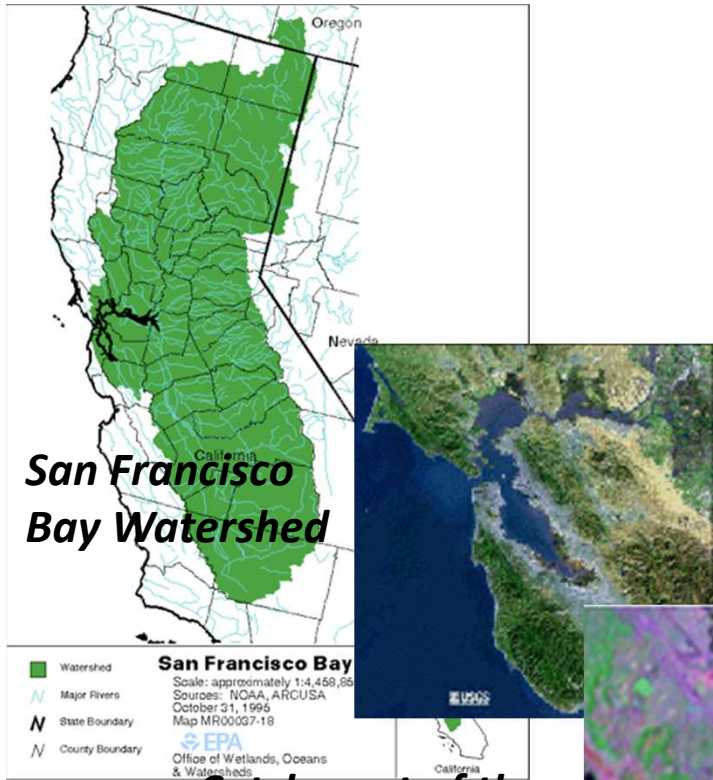 Oregon
Nevada
California
San Francisco
Bay Watershed
Watershed
Major Rivers
State Boundary
County Boundary
San Francisco Bay
Scale: approximately 1:4,458,85
Sources: NOAA, ARCUSA
October 31, 1995
Map MR00037-18
EPA
Office of Wetlands, Oceans
& Watersheds
USGS
California